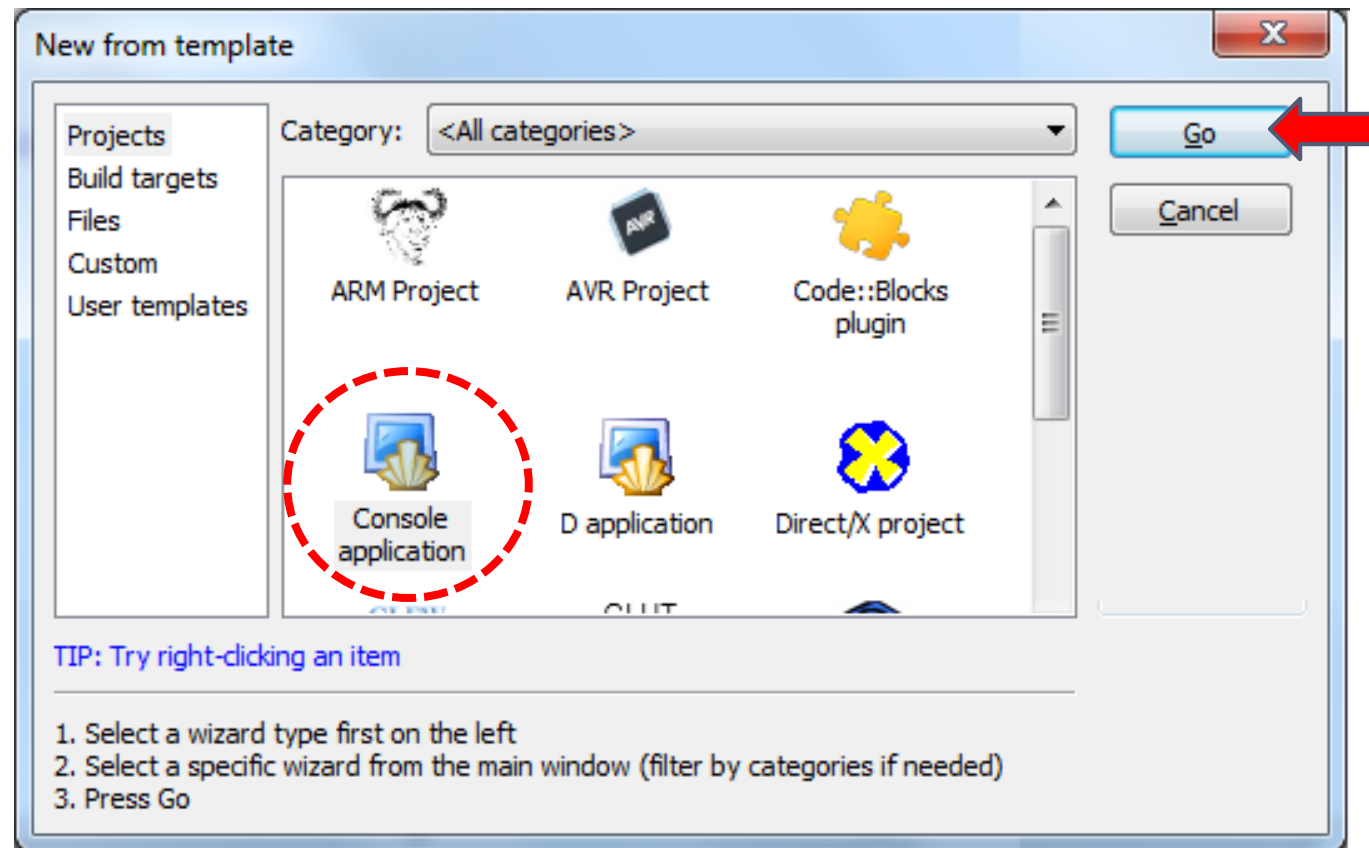 New from template
Projects
Build targets
Files
Custom
User templates
Category: <All categories>
Go
Cancel
ARM Project
AVR
AVR Project
Code::Blocks
plugin
Console
application
D application
Direct/X project
TIP: Try right-clicking an item
1. Select a wizard type first on the left
2. Select a specific wizard from the main window (filter by categories if needed)
3. Press Go